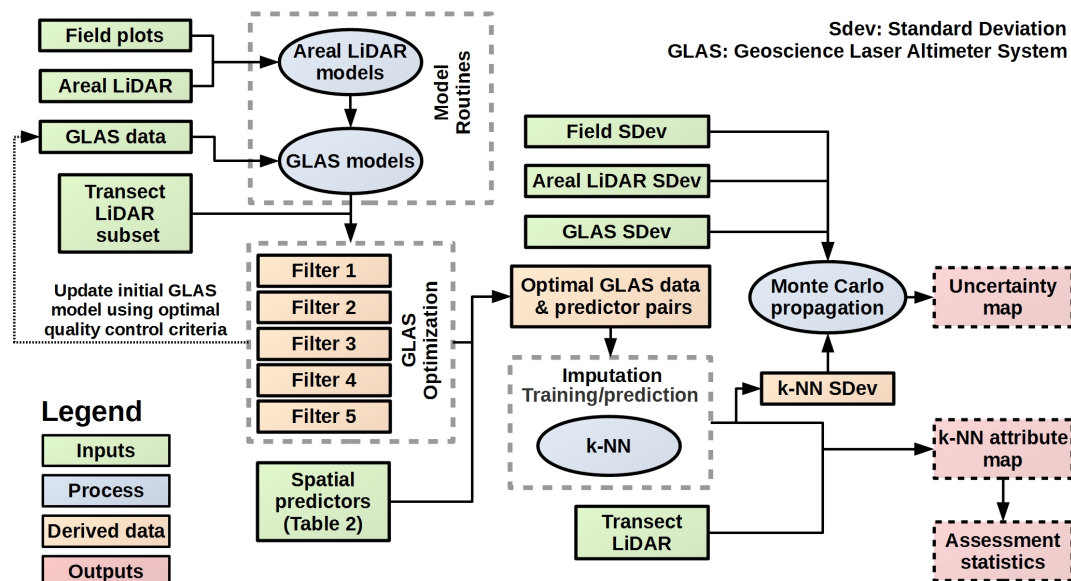 Sdev: Standard Deviation
GLAS: Geoscience Laser Altimeter System
Field plots
Areal LiDAR
GLAS data
Transect
LiDAR
subset
Areal LiDAR
models
GLAS models
Model
Routines
Update initial GLAS
model using optimal
quality control criteria
Filter 1
Filter 2
Filter 3
Filter 4
Filter 5
GLAS
Optimization
Spatial
predictors
(Table 2)
Field SDev
Areal LiDAR SDev
GLAS SDev
Optimal GLAS data
& predictor pairs
Imputation
Training/prediction
k-NN
Transect
LiDAR
Monte Carlo
propagation
k-NN SDev
Uncertainty
map
k-NN attribute
map
Assessment
statistics
Legend
Inputs
Process
Derived data
Outputs